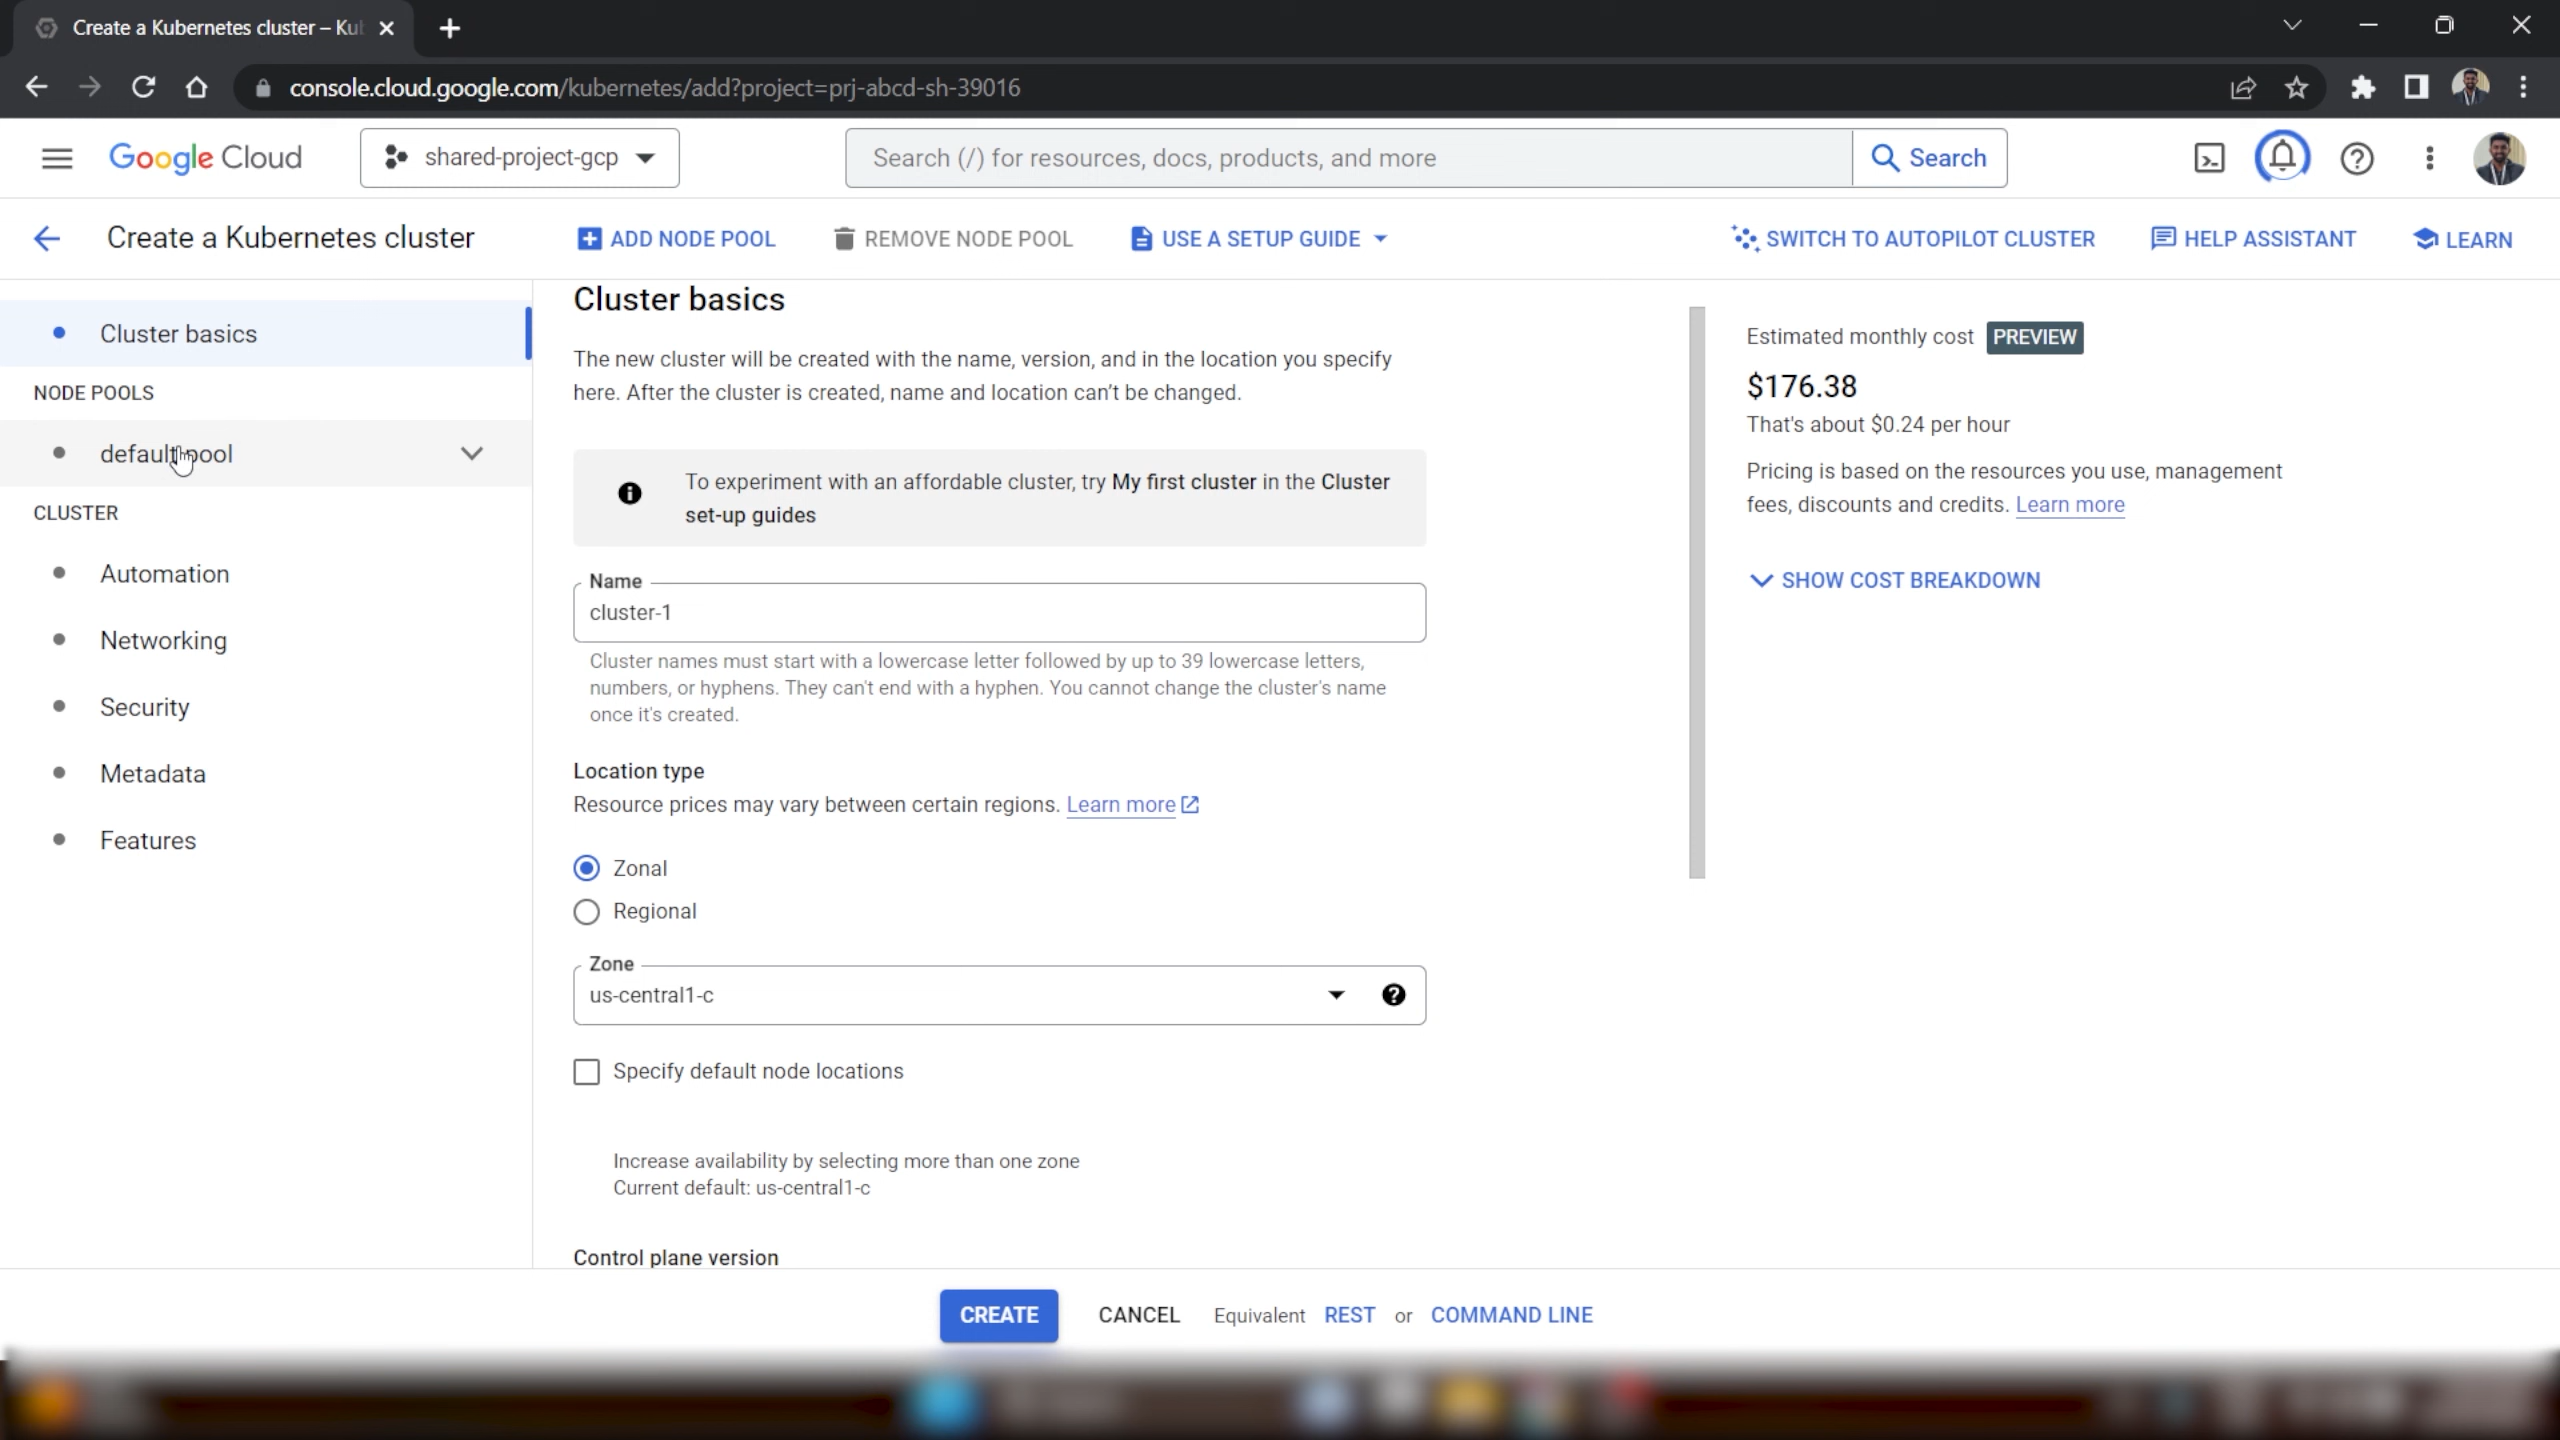 Create a Kubernetes cluster – Ku
console.cloud.google.com/kubernetes/add?project=prj-abcd-sh-39016
Google Cloud
shared-project-gcp
Search (/) for resources, docs, products, and more
Search
Create a Kubernetes cluster
ADD NODE POOL
REMOVE NODE POOL
USE A SETUP GUIDE
SWITCH TO AUTOPILOT CLUSTER
HELP ASSISTANT
LEARN
Cluster basics
NODE POOLS
default-pool
CLUSTER
Automation
Networking
Security
Metadata
Features
Cluster basics
The new cluster will be created with the name, version, and in the location you specify
here. After the cluster is created, name and location can't be changed.
To experiment with an affordable cluster, try My first cluster in the Cluster
set-up guides
Name
cluster-1
Cluster names must start with a lowercase letter followed by up to 39 lowercase letters,
numbers, or hyphens. They can't end with a hyphen. You cannot change the cluster's name
once it's created.
Location type
Resource prices may vary between certain regions. Learn more
Zonal
Regional
Zone
us-central1-c
Specify default node locations
Increase availability by selecting more than one zone
Current default: us-central1-c
Control plane version
Estimated monthly cost PREVIEW
$176.38
That's about $0.24 per hour
Pricing is based on the resources you use, management
fees, discounts and credits. Learn more
SHOW COST BREAKDOWN
CREATE
CANCEL
Equivalent REST or COMMAND LINE